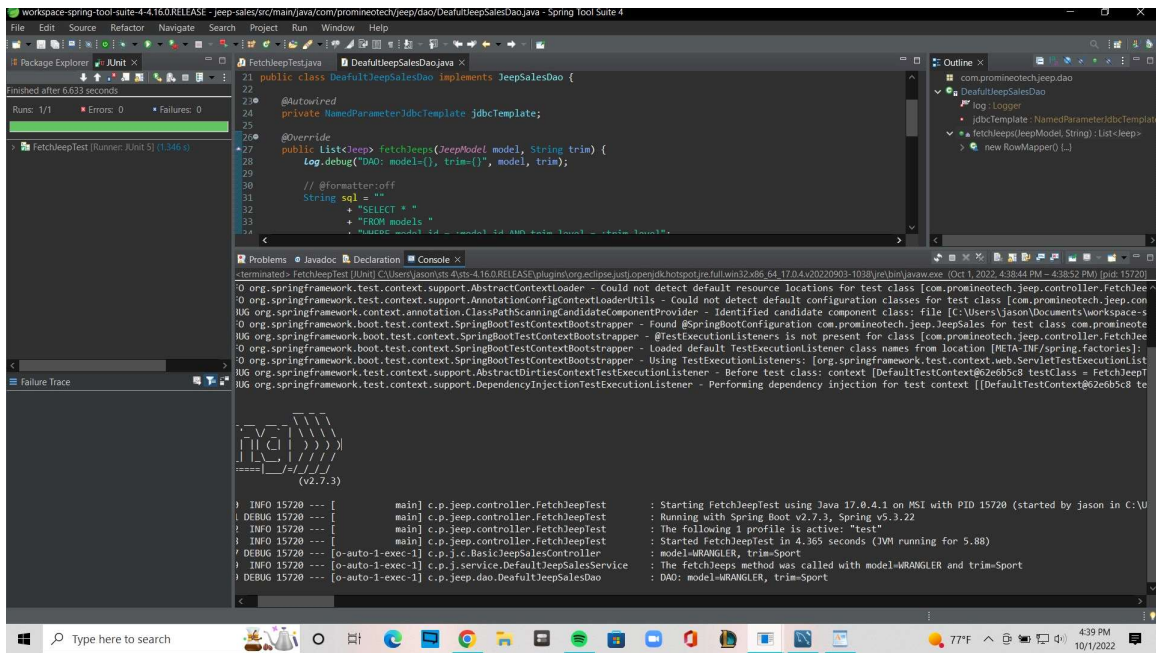 workspace-spring-tool-suite-4-4.16.0.RELEASE - jeep-sales/src/main/java/com/promineotech/jeep/dao/DeafultJeepSalesDao.java - Spring Tool Suite 4
File Edit Source Refactor Navigate Search Project Run Window Help
Package Explorer JUnit
Finished after 6.633 seconds
Runs: 1/1 Errors: 0 Failures: 0
FetchJeepTest [Runner: JUnit 5] (1.346 s)
Failure Trace
FetchJeepTest.java DeafultJeepSalesDao.java
21 public class DeafultJeepSalesDao implements JeepSalesDao {
22
23 @Autowired
24 private NamedParameterJdbcTemplate jdbcTemplate;
25
26 @Override
27 public List<Jeep> fetchJeeps(JeepModel model, String trim) {
28 log.debug("DAO: model={}, trim={}", model, trim);
29
30 // @formatter:off
31 String sql = ""
32 + "SELECT * "
33 + "FROM models "
34 + "WHERE model_id = :model_id AND trim_level = :trim_level";
Outline
com.promineotech.jeep.dao
DeafultJeepSalesDao
log : Logger
jdbcTemplate : NamedParameterJdbcTemplat
fetchJeeps(JeepModel, String) : List<Jeep>
new RowMapper() {...}
Problems Javadoc Declaration Console
<terminated> FetchJeepTest [JUnit] C:\Users\jason\sts 4\sts-4.16.0.RELEASE\plugins\org.eclipse.justj.openjdk.hotspot.jre.full.win32.x86_64_17.0.4.v20220903-1038\jre\bin\javaw.exe (Oct 1, 2022, 4:38:44 PM – 4:38:52 PM) [pid: 15720]
FO org.springframework.test.context.support.AbstractContextLoader - Could not detect default resource locations for test class [com.promineotech.jeep.controller.FetchJee
FO org.springframework.test.context.support.AnnotationConfigContextLoaderUtils - Could not detect default configuration classes for test class [com.promineotech.jeep.con
BUG org.springframework.context.annotation.ClassPathScanningCandidateComponentProvider - Identified candidate component class: file [C:\Users\jason\Documents\workspace-s
FO org.springframework.boot.test.context.SpringBootTestContextBootstrapper - Found @SpringBootConfiguration com.promineotech.jeep.JeepSales for test class com.promineote
BUG org.springframework.boot.test.context.SpringBootTestContextBootstrapper - @TestExecutionListeners is not present for class [com.promineotech.jeep.controller.FetchJee
FO org.springframework.boot.test.context.SpringBootTestContextBootstrapper - Loaded default TestExecutionListener class names from location [META-INF/spring.factories]:
FO org.springframework.boot.test.context.SpringBootTestContextBootstrapper - Using TestExecutionListeners: [org.springframework.test.context.web.ServletTestExecutionList
BUG org.springframework.test.context.support.AbstractDirtiesContextTestExecutionListener - Before test class: context [DefaultTestContext@62e6b5c8 testClass = FetchJeepT
BUG org.springframework.test.context.support.DependencyInjectionTestExecutionListener - Performing dependency injection for test context [[DefaultTestContext@62e6b5c8 te
(v2.7.3)
INFO 15720 --- [ main] c.p.jeep.controller.FetchJeepTest : Starting FetchJeepTest using Java 17.0.4.1 on MSI with PID 15720 (started by jason in C:\U
DEBUG 15720 --- [ main] c.p.jeep.controller.FetchJeepTest : Running with Spring Boot v2.7.3, Spring v5.3.22
INFO 15720 --- [ main] c.p.jeep.controller.FetchJeepTest : The following 1 profile is active: "test"
INFO 15720 --- [ main] c.p.jeep.controller.FetchJeepTest : Started FetchJeepTest in 4.365 seconds (JVM running for 5.88)
DEBUG 15720 --- [o-auto-1-exec-1] c.p.j.c.BasicJeepSalesController : model=WRANGLER, trim=Sport
INFO 15720 --- [o-auto-1-exec-1] c.p.j.service.DefaultJeepSalesService : The fetchJeeps method was called with model=WRANGLER and trim=Sport
DEBUG 15720 --- [o-auto-1-exec-1] c.p.jeep.dao.DeafultJeepSalesDao : DAO: model=WRANGLER, trim=Sport
Type here to search
77°F
4:39 PM
10/1/2022